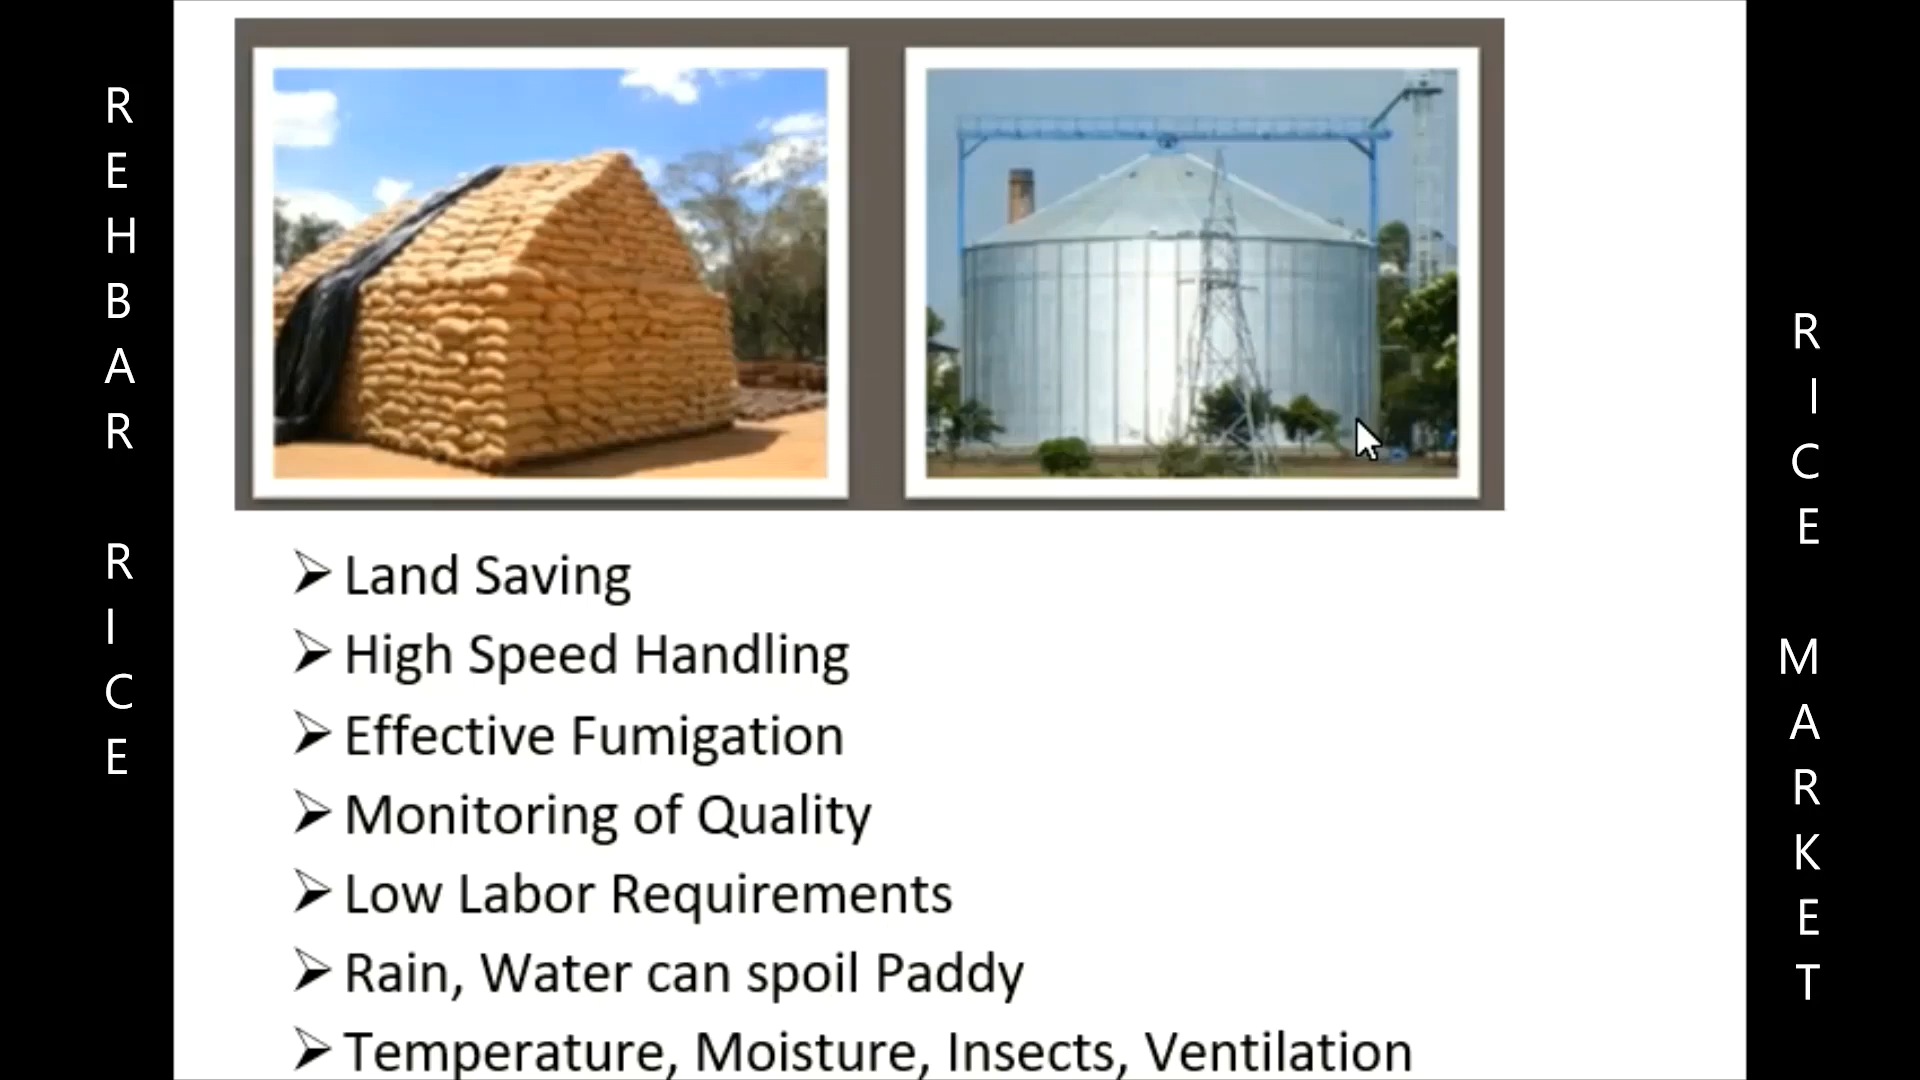 REHBAR RICE
Land Saving
High Speed Handling
Effective Fumigation
Monitoring of Quality
Low Labor Requirements
Rain, Water can spoil Paddy
Temperature, Moisture, Insects, Ventilation
RICE MARKET